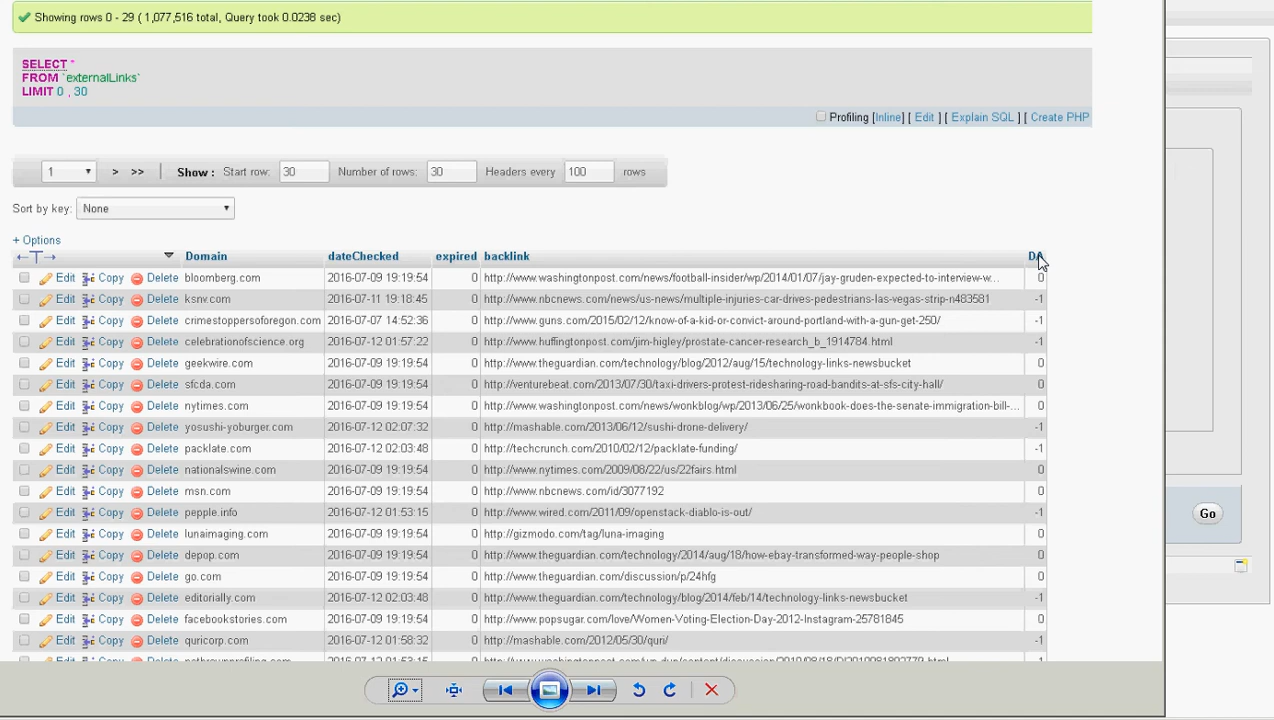 Showing rows 0 - 29 ( 1,077,516 total, Query took 0.0238 sec)
SELECT *
FROM `externalLinks`
LIMIT 0 , 30
Profiling [Inline] [ Edit ] [ Explain SQL ] [ Create PHP
1 > >> Show : Start row: 30 Number of rows: 30 Headers every 100 rows
Sort by key: None
+ Options
←T→ Domain dateChecked expired backlink DA
Edit Copy Delete bloomberg.com 2016-07-09 19:19:54 0 http://www.washingtonpost.com/news/football-insider/wp/2014/01/07/jay-gruden-expected-to-interview-w... 0
Edit Copy Delete ksnv.com 2016-07-11 19:18:45 0 http://www.nbcnews.com/news/us-news/multiple-injuries-car-drives-pedestrians-las-vegas-strip-n483581 -1
Edit Copy Delete crimestoppersoforegon.com 2016-07-07 14:52:36 0 http://www.guns.com/2015/02/12/know-of-a-kid-or-convict-around-portland-with-a-gun-get-250/ -1
Edit Copy Delete celebrationofscience.org 2016-07-12 01:57:22 0 http://www.huffingtonpost.com/jim-higley/prostate-cancer-research_b_1914784.html -1
Edit Copy Delete geekwire.com 2016-07-09 19:19:54 0 http://www.theguardian.com/technology/blog/2012/aug/15/technology-links-newsbucket 0
Edit Copy Delete sfcda.com 2016-07-09 19:19:54 0 http://venturebeat.com/2013/07/30/taxi-drivers-protest-ridesharing-road-bandits-at-sfs-city-hall/ 0
Edit Copy Delete nytimes.com 2016-07-09 19:19:54 0 http://www.washingtonpost.com/news/wonkblog/wp/2013/06/25/wonkbook-does-the-senate-immigration-bill-... 0
Edit Copy Delete yosushi-yoburger.com 2016-07-12 02:07:32 0 http://mashable.com/2013/06/12/sushi-drone-delivery/ -1
Edit Copy Delete packlate.com 2016-07-12 02:03:48 0 http://techcrunch.com/2010/02/12/packlate-funding/ -1
Edit Copy Delete nationalswine.com 2016-07-09 19:19:54 0 http://www.nytimes.com/2009/08/22/us/22fairs.html 0
Edit Copy Delete msn.com 2016-07-09 19:19:54 0 http://www.nbcnews.com/id/3077192 0
Edit Copy Delete pepple.info 2016-07-12 01:53:15 0 http://www.wired.com/2011/09/openstack-diablo-is-out/ -1
Edit Copy Delete lunaimaging.com 2016-07-09 19:19:54 0 http://gizmodo.com/tag/luna-imaging 0
Edit Copy Delete depop.com 2016-07-09 19:19:54 0 http://www.theguardian.com/technology/2014/aug/18/how-ebay-transformed-way-people-shop 0
Edit Copy Delete go.com 2016-07-09 19:19:54 0 http://www.theguardian.com/discussion/p/24hfg 0
Edit Copy Delete editorially.com 2016-07-12 02:03:48 0 http://www.theguardian.com/technology/blog/2014/feb/14/technology-links-newsbucket -1
Edit Copy Delete facebookstories.com 2016-07-09 19:19:54 0 http://www.popsugar.com/love/Women-Voting-Election-Day-2012-Instagram-25781845 0
Edit Copy Delete quricorp.com 2016-07-12 01:58:32 0 http://mashable.com/2012/05/30/quri/ -1
Go